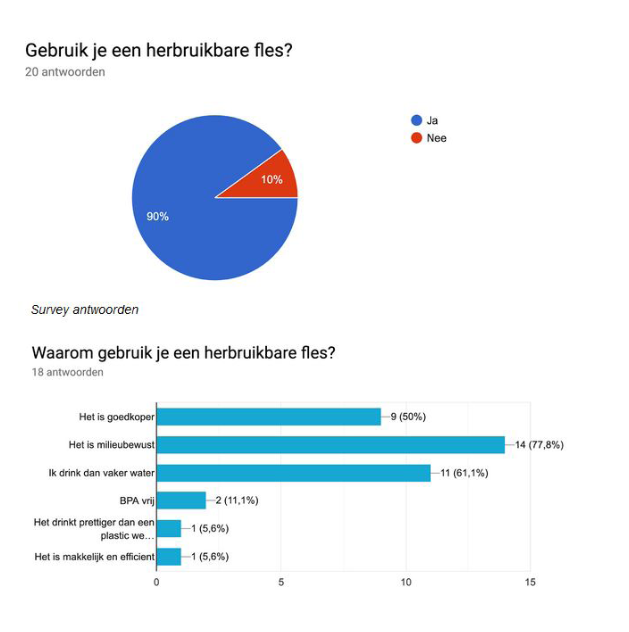 Gebruik je een herbruikbare fles?
20 antwoorden
Ja
Nee
10%
90%
Survey antwoorden
Waarom gebruik je een herbruikbare fles?
18 antwoorden
Het is goedkoper 9 (50%)
Het is milieubewust 14 (77,8%)
Ik drink dan vaker water 11 (61,1%)
BPA vrij 2 (11,1%)
Het drinkt prettiger dan een
plastic we... 1 (5,6%)
Het is makkelijk en efficient 1 (5,6%)
0 5 10 15